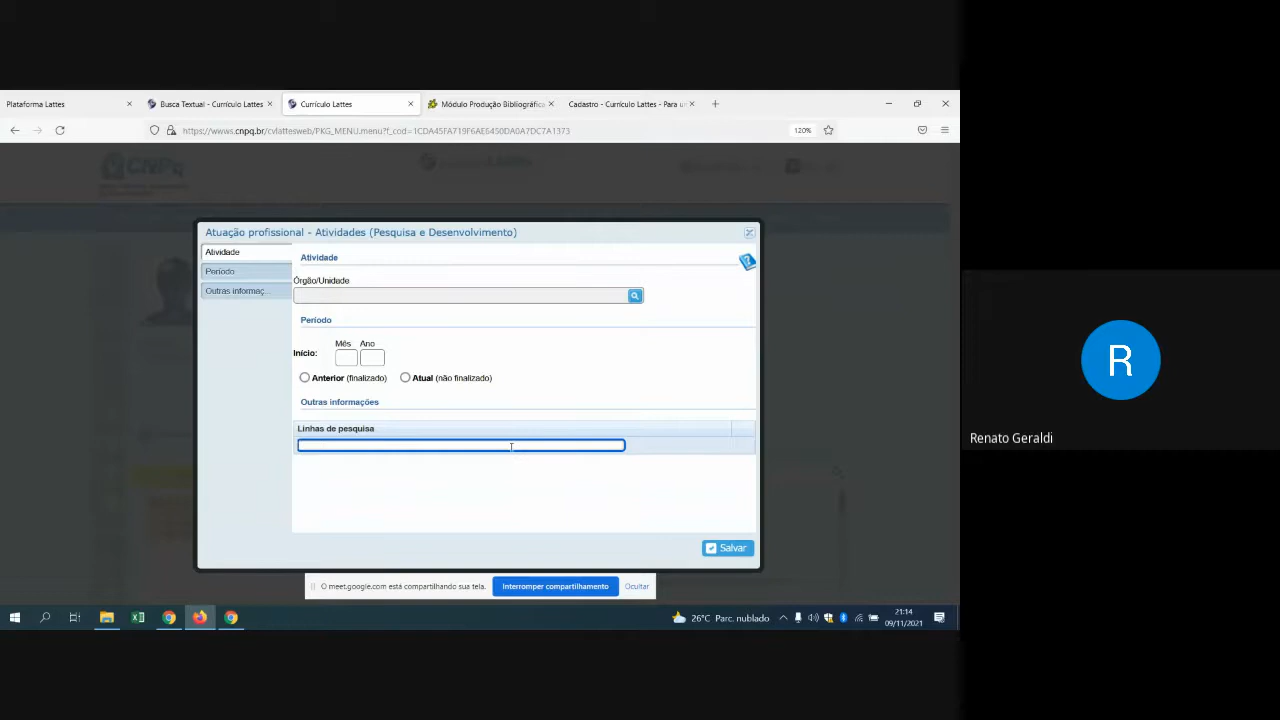 Plataforma Lattes
Busca Textual - Currículo Lattes
Currículo Lattes
Módulo Produção Bibliográfica
Cadastro - Currículo Lattes - Para u
https://wwws.cnpq.br/cvlattesweb/PKG_MENU.menu?f_cod=1CDA45FA719F6AE6450DA0A7DC7A1373
120%
CNPq
Atuação profissional - Atividades (Pesquisa e Desenvolvimento)
Atividade
Período
Outras informaç...
Atividade
Órgão/Unidade
Período
Mês Ano
Início:
Anterior (finalizado) Atual (não finalizado)
Outras informações
Linhas de pesquisa
Salvar
O meet.google.com está compartilhando sua tela.
Interromper compartilhamento
Ocultar
26°C Parc. nublado
21:14
09/11/2021
R
Renato Geraldi